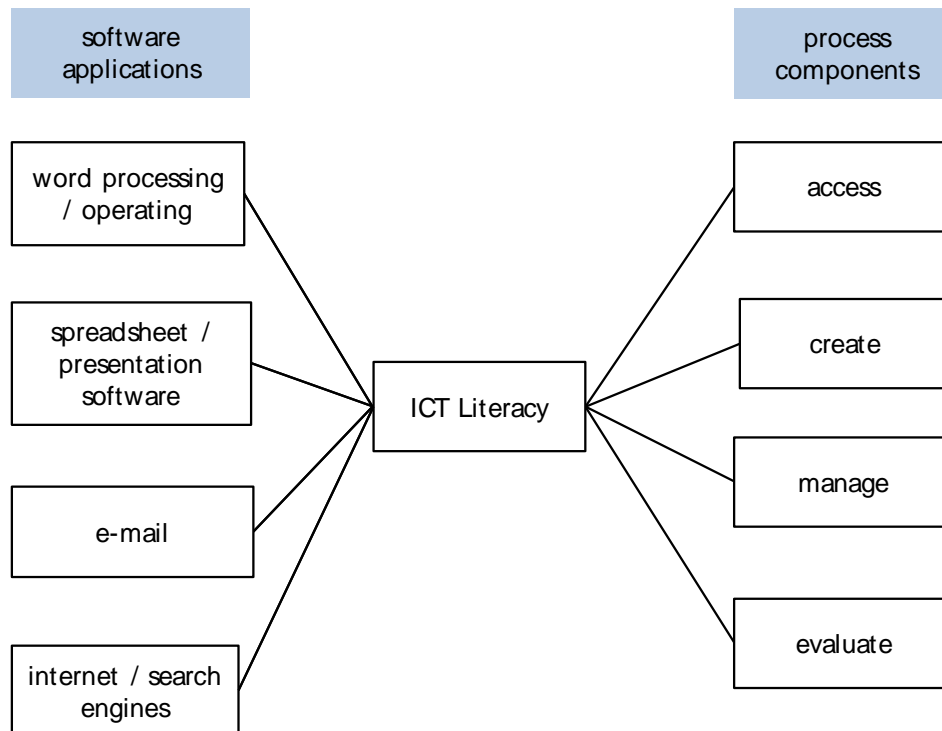 software
applications
process
components
word processing
/ operating
access
spreadsheet /
presentation
software
create
ICT Literacy
manage
e-mail
evaluate
internet / search
engines